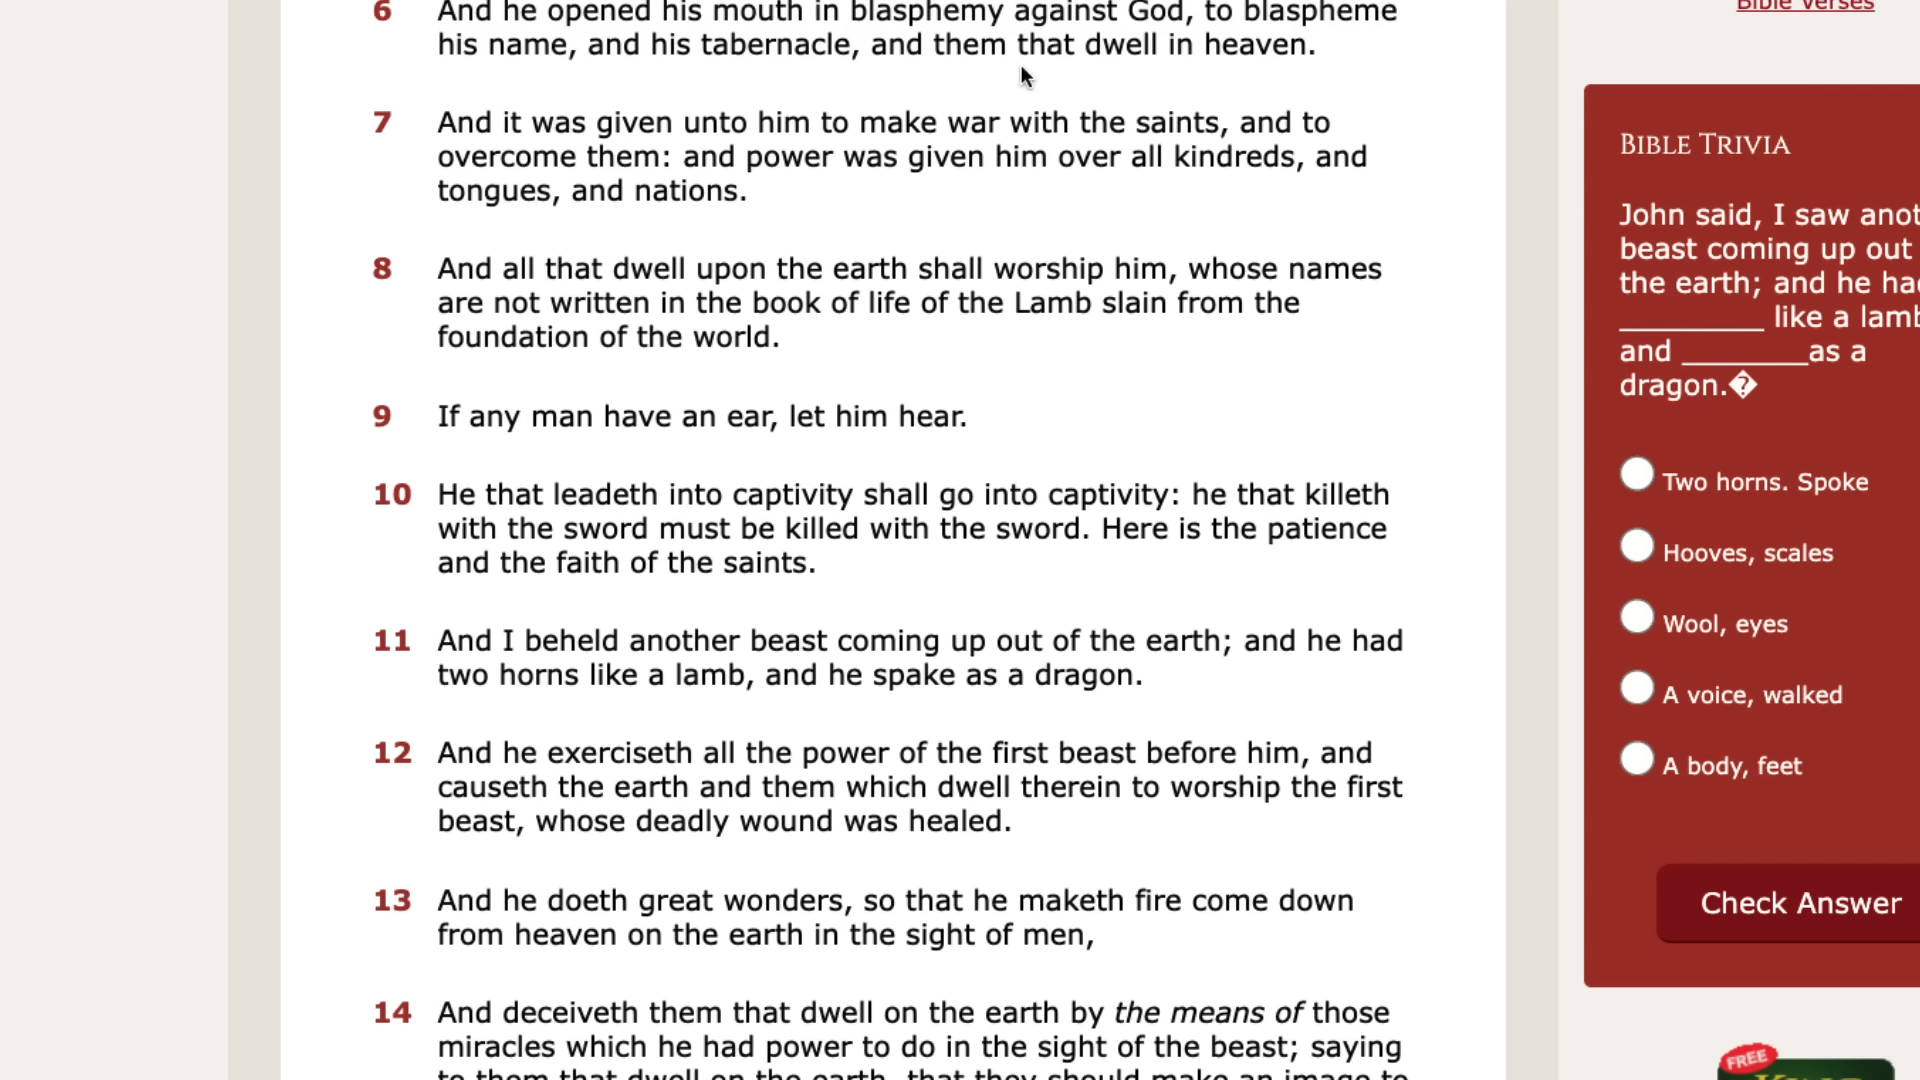 Bible Verses
6 And he opened his mouth in blasphemy against God, to blaspheme
his name, and his tabernacle, and them that dwell in heaven.
7 And it was given unto him to make war with the saints, and to
overcome them: and power was given him over all kindreds, and
tongues, and nations.
8 And all that dwell upon the earth shall worship him, whose names
are not written in the book of life of the Lamb slain from the
foundation of the world.
9 If any man have an ear, let him hear.
10 He that leadeth into captivity shall go into captivity: he that killeth
with the sword must be killed with the sword. Here is the patience
and the faith of the saints.
11 And I beheld another beast coming up out of the earth; and he had
two horns like a lamb, and he spake as a dragon.
12 And he exerciseth all the power of the first beast before him, and
causeth the earth and them which dwell therein to worship the first
beast, whose deadly wound was healed.
13 And he doeth great wonders, so that he maketh fire come down
from heaven on the earth in the sight of men,
14 And deceiveth them that dwell on the earth by the means of those
miracles which he had power to do in the sight of the beast; saying
to them that dwell on the earth, that they should make an image to
Bible Trivia
John said, I saw anot
beast coming up out
the earth; and he ha
_________ like a lamb
and ________as a
dragon.�
Two horns. Spoke
Hooves, scales
Wool, eyes
A voice, walked
A body, feet
Check Answer
FREE